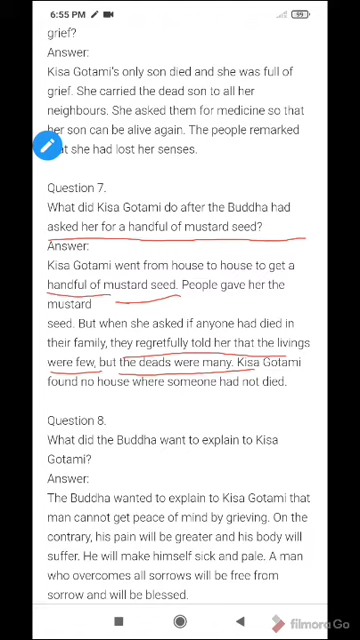 6:55 PM
99
grief?
Answer:
Kisa Gotami's only son died and she was full of
grief. She carried the dead son to all her
neighbours. She asked them for medicine so that
her son can be alive again. The people remarked
at she had lost her senses.
Question 7.
What did Kisa Gotami do after the Buddha had
asked her for a handful of mustard seed?
Answer:
Kisa Gotami went from house to house to get a
handful of mustard seed. People gave her the
mustard
seed. But when she asked if anyone had died in
their family, they regretfully told her that the livings
were few, but the deads were many. Kisa Gotami
found no house where someone had not died.
Question 8.
What did the Buddha want to explain to Kisa
Gotami?
Answer:
The Buddha wanted to explain to Kisa Gotami that
man cannot get peace of mind by grieving. On the
contrary, his pain will be greater and his body will
suffer. He will make himself sick and pale. A man
who overcomes all sorrows will be free from
sorrow and will be blessed.
filmora Go